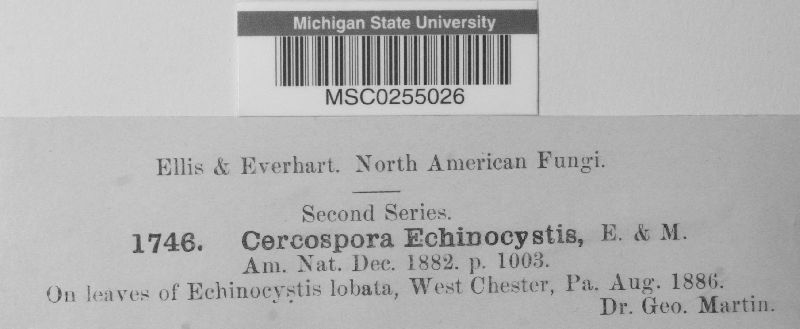 Michigan State University
MSC0255026
Ellis & Everhart. North American Fungi.
Second Series.
1746. Cercospora Echinocystis, E. & M.
Am. Nat. Dec. 1882. p. 1003.
On leaves of Echinocystis lobata, West Chester, Pa. Aug. 1886.
Dr. Geo. Martin.